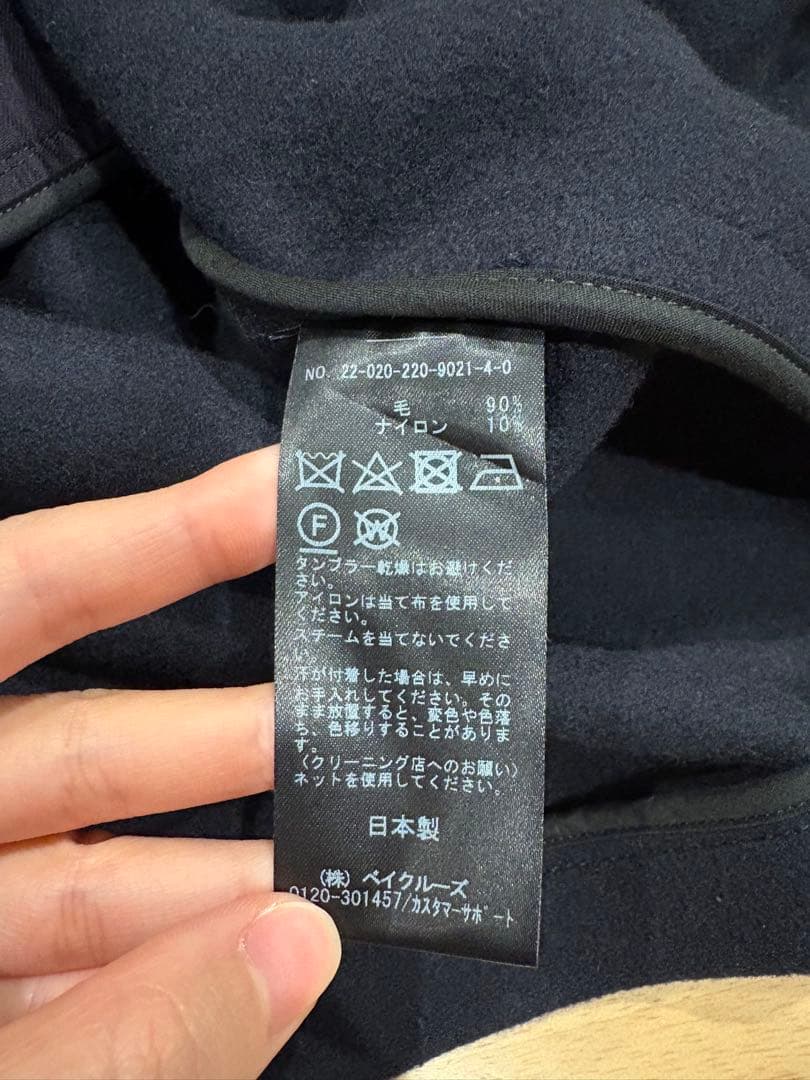 NO. 22-020-220-9021-4-0
毛 90%
ナイロン 10%
F W
タンブラー乾燥はお避けくだ
さい。
アイロンは当て布を使用して
ください。
スチームを当てないでくださ
い。
汗が付着した場合は、早めに
お手入れしてください。その
まま放置すると、変色や色落
ち、色移りすることがありま
す。
〈クリーニング店へのお願い〉
ネットを使用してください。
日本製
(株) ベイクルーズ
0120-301457/カスタマーサポート